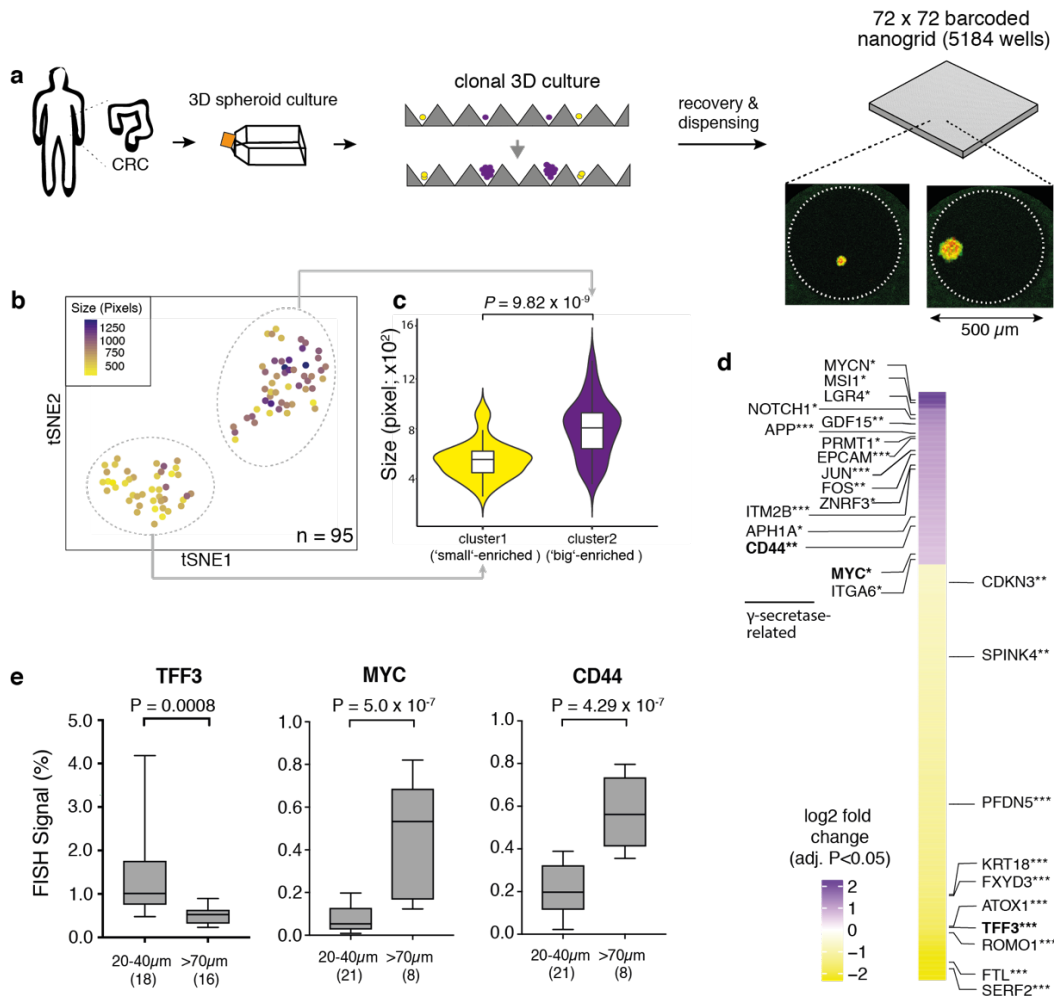 72 x 72 barcoded
nanogrid (5184 wells)
a
3D spheroid culture
clonal 3D culture
recovery &
dispensing
CRC
500 µm
b
Size (Pixels)
1250
1000
750
500
tSNE2
tSNE1
n = 95
c
P = 9.82 x 10-9
Size (pixel; x10²)
16
12
8
4
cluster1
('small'-enriched )
cluster2
('big'-enriched )
d
MYCN*
MSI1*
LGR4*
NOTCH1*
GDF15**
APP***
PRMT1*
EPCAM***
JUN***
FOS**
ZNRF3*
ITM2B***
APH1A*
CD44**
MYC*
ITGA6*
γ-secretase-
related
CDKN3**
SPINK4**
PFDN5***
KRT18***
FXYD3***
ATOX1***
TFF3***
ROMO1***
FTL***
SERF2***
log2 fold
change
(adj. P<0.05)
2
1
0
−1
−2
e
TFF3
P = 0.0008
FISH Signal (%)
5.0
4.0
3.0
2.0
1.0
0.0
20-40µm
(18)
>70µm
(16)
MYC
P = 5.0 x 10-7
1.0
0.8
0.6
0.4
0.2
0.0
20-40µm
(21)
>70µm
(8)
CD44
P = 4.29 x 10-7
1.0
0.8
0.6
0.4
0.2
0.0
20-40µm
(21)
>70µm
(8)